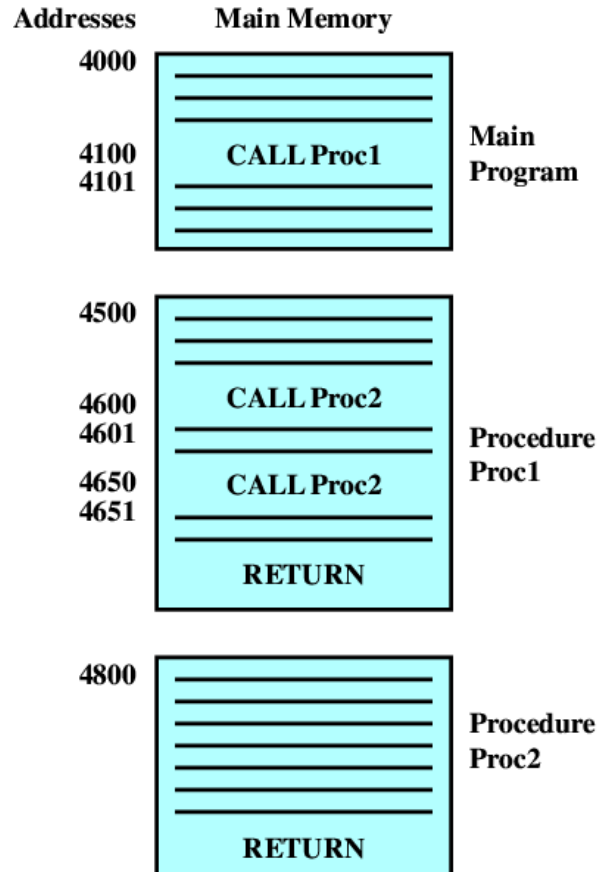 Addresses Main Memory
4000
4100 CALL Proc1
4101
Main
Program
4500
4600 CALL Proc2
4601
4650 CALL Proc2
4651
RETURN
Procedure
Proc1
4800
Procedure
Proc2
RETURN